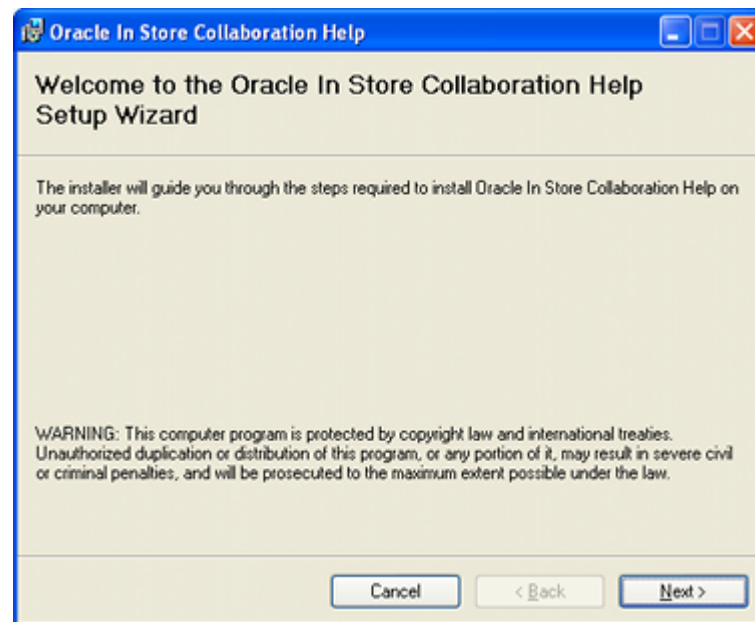 Oracle In Store Collaboration Help
Welcome to the Oracle In Store Collaboration Help
Setup Wizard
The installer will guide you through the steps required to install Oracle In Store Collaboration Help on
your computer.
WARNING: This computer program is protected by copyright law and international treaties.
Unauthorized duplication or distribution of this program, or any portion of it, may result in severe civil
or criminal penalties, and will be prosecuted to the maximum extent possible under the law.
Cancel < Back Next >